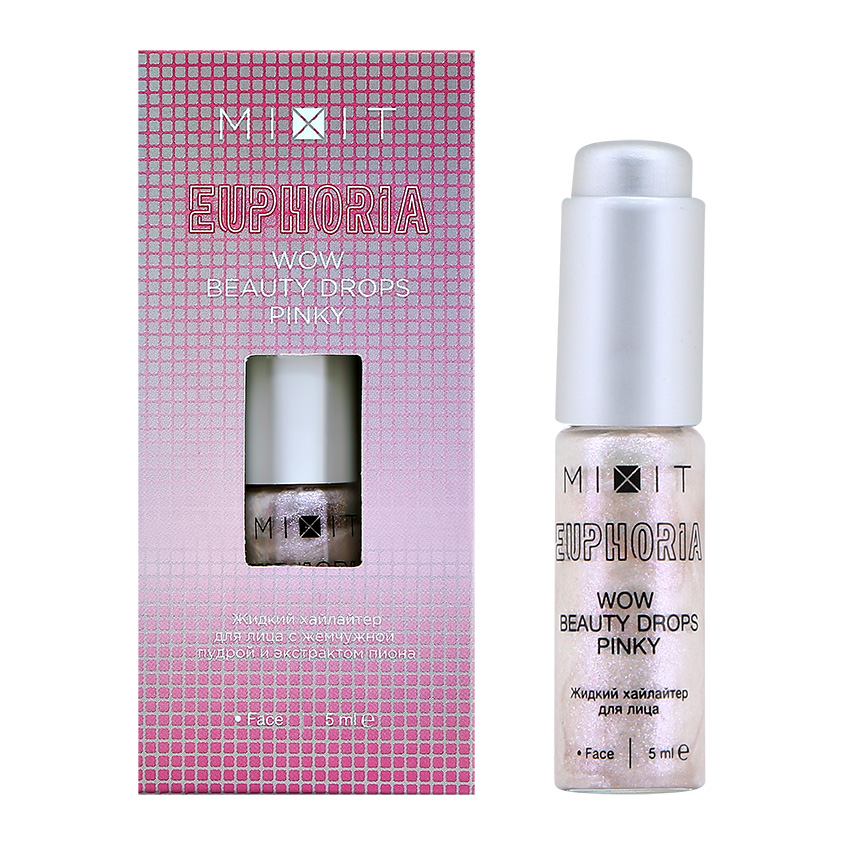 MIXIT
EUPHORIA
WOW
BEAUTY DROPS
PINKY
MIXIT
Жидкий хайлайтер
для лица с жемчужной
пудрой и экстрактом пиона
• Face | 5 ml ℮
MIXIT
EUPHORIA
WOW
BEAUTY DROPS
PINKY
Жидкий хайлайтер
для лица
• Face | 5 ml ℮